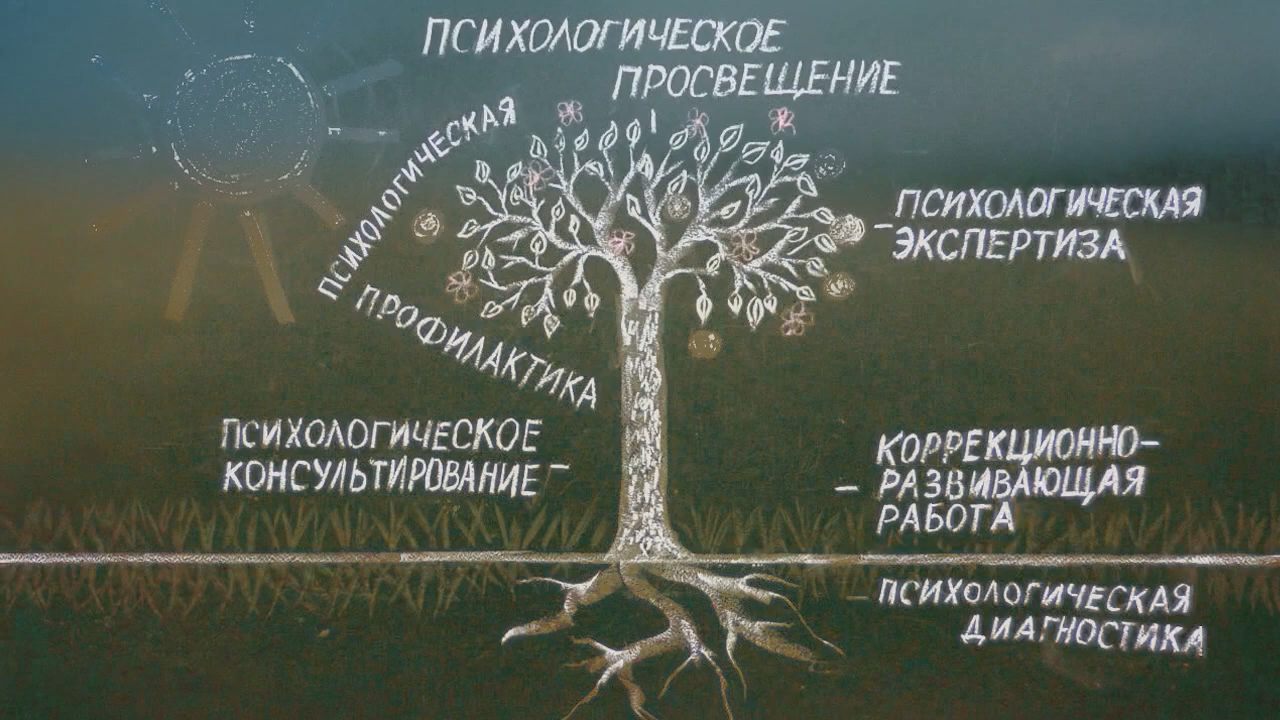 ПСИХОЛОГИЧЕСКОЕ
ПРОСВЕЩЕНИЕ
ПСИХОЛОГИЧЕСКАЯ
ПРОФИЛАКТИКА
ПСИХОЛОГИЧЕСКАЯ
ЭКСПЕРТИЗА
ПСИХОЛОГИЧЕСКОЕ
КОНСУЛЬТИРОВАНИЕ –
– КОРРЕКЦИОННО-
РАЗВИВАЮЩАЯ
РАБОТА
ПСИХОЛОГИЧЕСКАЯ
ДИАГНОСТИКА